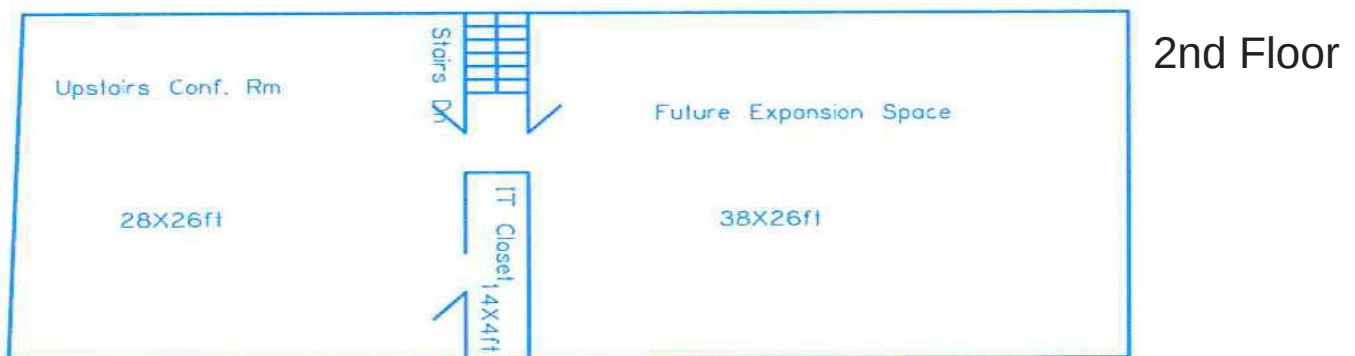 2nd Floor
Upstairs Conf. Rm
Stairs Dn
Future Expansion Space
28X26ft
IT Closet
14X4ft
38X26ft